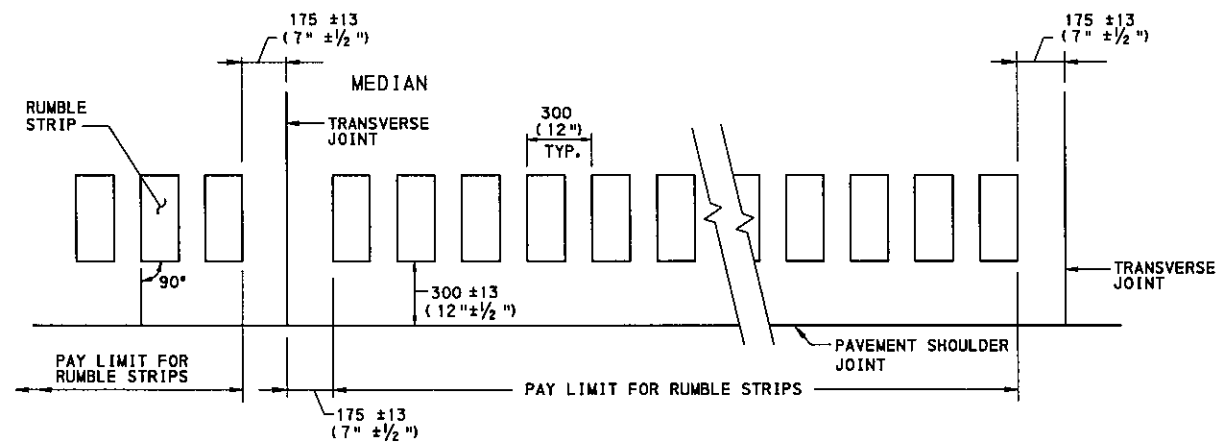 175 ±13
(7" ±1/2")
175 ±13
(7" ±1/2")
MEDIAN
RUMBLE
STRIP
TRANSVERSE
JOINT
300
(12")
TYP.
90°
300 ±13
(12"±1/2")
TRANSVERSE
JOINT
PAVEMENT SHOULDER
JOINT
PAY LIMIT FOR
RUMBLE STRIPS
PAY LIMIT FOR RUMBLE STRIPS
175 ±13
(7" ±1/2")